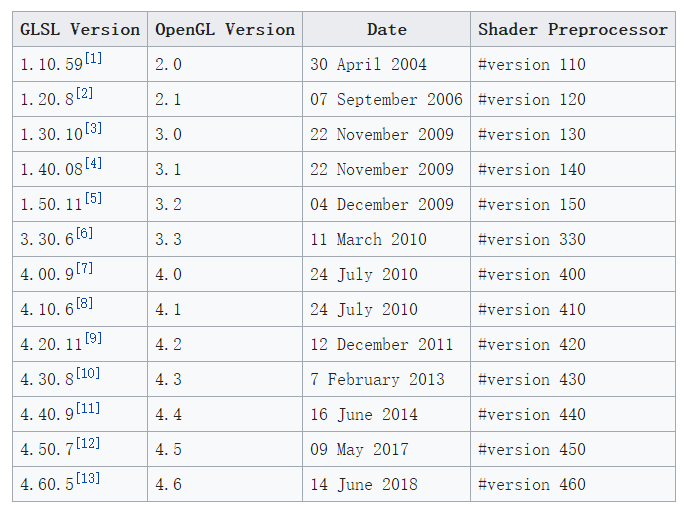 GLSL Version OpenGL Version Date Shader Preprocessor
1.10.59[1] 2.0 30 April 2004 #version 110
1.20.8[2] 2.1 07 September 2006 #version 120
1.30.10[3] 3.0 22 November 2009 #version 130
1.40.08[4] 3.1 22 November 2009 #version 140
1.50.11[5] 3.2 04 December 2009 #version 150
3.30.6[6] 3.3 11 March 2010 #version 330
4.00.9[7] 4.0 24 July 2010 #version 400
4.10.6[8] 4.1 24 July 2010 #version 410
4.20.11[9] 4.2 12 December 2011 #version 420
4.30.8[10] 4.3 7 February 2013 #version 430
4.40.9[11] 4.4 16 June 2014 #version 440
4.50.7[12] 4.5 09 May 2017 #version 450
4.60.5[13] 4.6 14 June 2018 #version 460